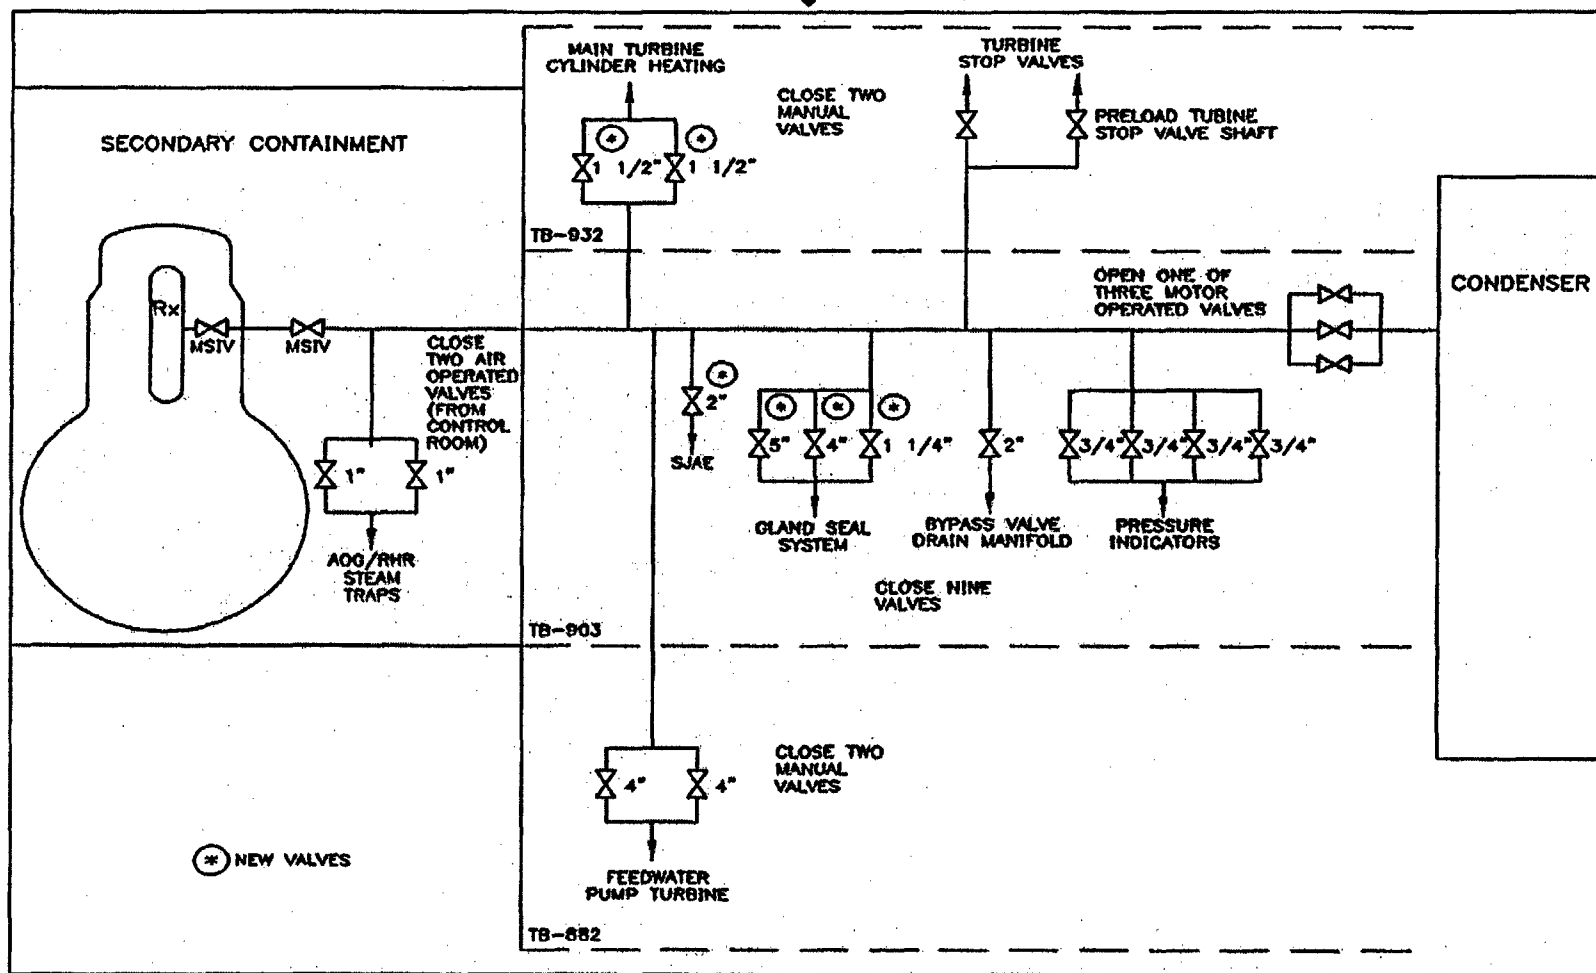 MAIN TURBINE
CYLINDER HEATING
TURBINE
STOP VALVES
CLOSE TWO
MANUAL
VALVES
PRELOAD TUBINE
STOP VALVE SHAFT
SECONDARY CONTAINMENT
*
*
1 1/2"
1 1/2"
TB-932
OPEN ONE OF
THREE MOTOR
OPERATED VALVES
CONDENSER
Rx
MSIV
MSIV
CLOSE
TWO AIR
OPERATED
VALVES
(FROM
CONTROL
ROOM)
*
2"
SJAE
*
*
*
5"
4"
1 1/4"
2"
3/4"
3/4"
3/4"
3/4"
1"
1"
GLAND SEAL
SYSTEM
BYPASS VALVE
DRAIN MANIFOLD
PRESSURE
INDICATORS
AOG/RHR
STEAM
TRAPS
CLOSE NINE
VALVES
TB-903
CLOSE TWO
MANUAL
VALVES
4"
4"
* NEW VALVES
FEEDWATER
PUMP TURBINE
TB-882